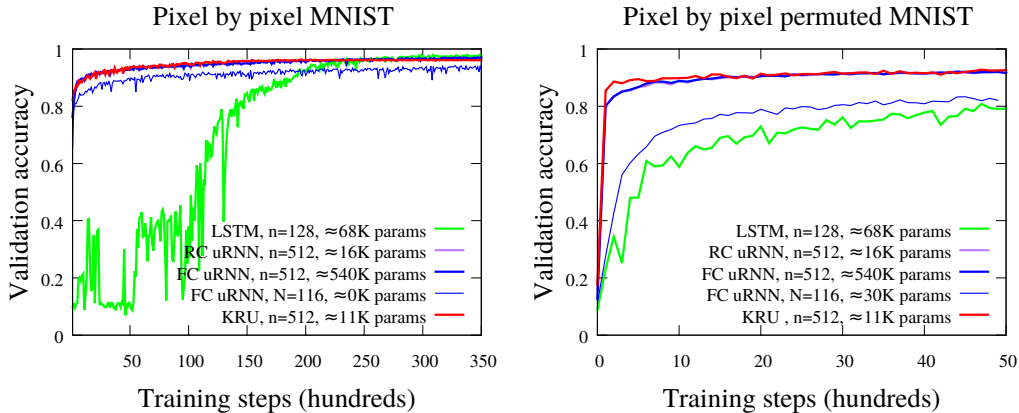 Pixel by pixel MNIST
Validation accuracy
1
0.8
0.6
0.4
0.2
0
LSTM, n=128, ≈68K params
RC uRNN, n=512, ≈16K params
FC uRNN, n=512, ≈540K params
FC uRNN, N=116, ≈0K params
KRU, n=512, ≈11K params
50 100 150 200 250 300 350
Training steps (hundreds)
Pixel by pixel permuted MNIST
Validation accuracy
1
0.8
0.6
0.4
0.2
0
LSTM, n=128, ≈68K params
RC uRNN, n=512, ≈16K params
FC uRNN, n=512, ≈540K params
FC uRNN, N=116, ≈30K params
KRU , n=512, ≈11K params
0 10 20 30 40 50
Training steps (hundreds)